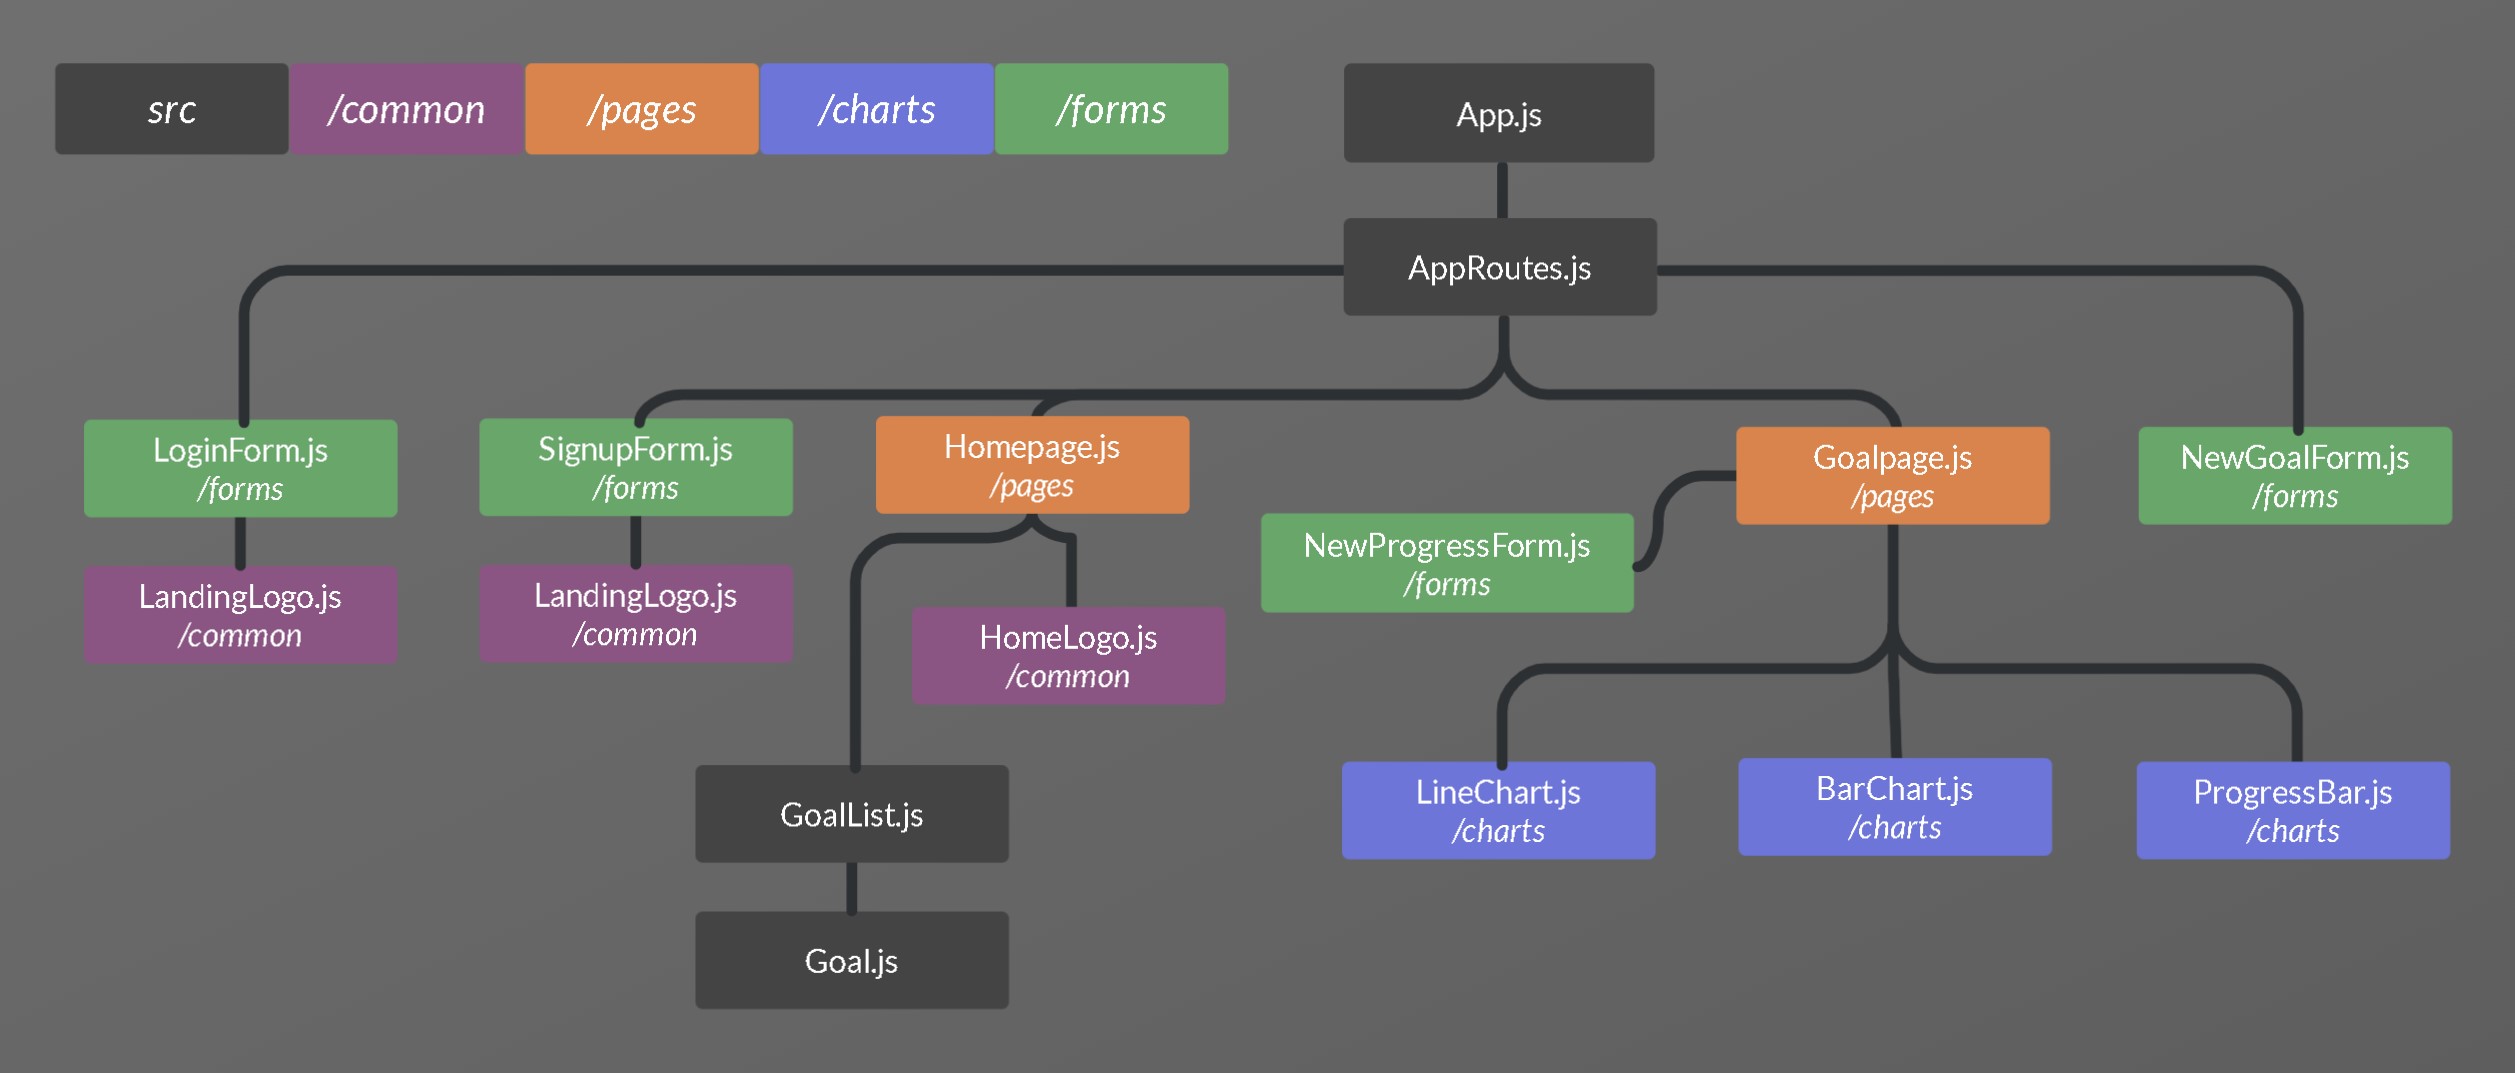 src
/common
/pages
/charts
/forms
App.js
AppRoutes.js
LoginForm.js
/forms
SignupForm.js
/forms
Homepage.js
/pages
Goalpage.js
/pages
NewGoalForm.js
/forms
NewProgressForm.js
/forms
LandingLogo.js
/common
LandingLogo.js
/common
HomeLogo.js
/common
GoalList.js
LineChart.js
/charts
BarChart.js
/charts
ProgressBar.js
/charts
Goal.js